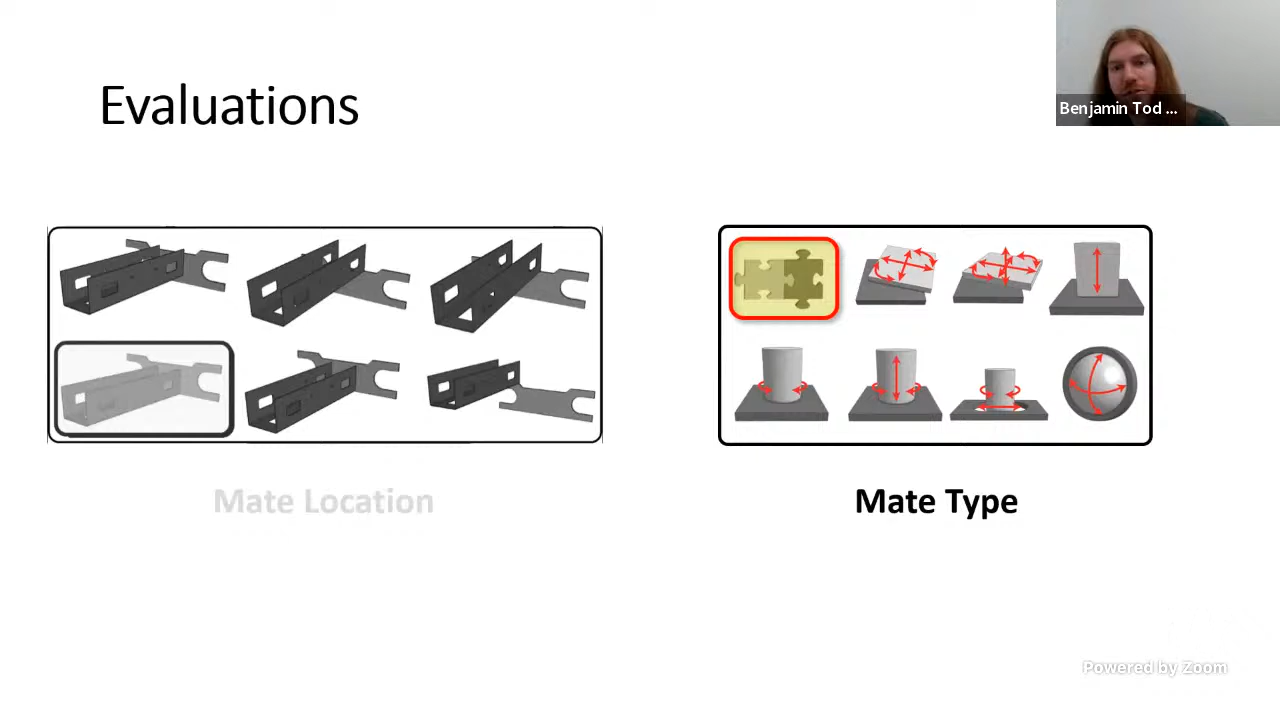 Evaluations
Benjamin Tod ...
Mate Location
Mate Type
Powered by Zoom